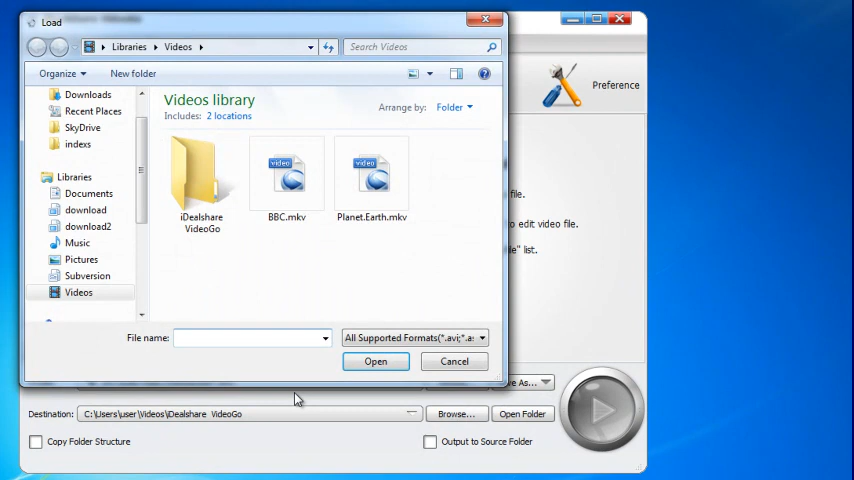 Load
Libraries Videos
Search Videos
Organize New folder
Preference
Downloads
Recent Places
SkyDrive
indexs
Libraries
Documents
download
download2
Music
Pictures
Subversion
Videos
Videos library
Includes: 2 locations
Arrange by: Folder
video
video
iDealshare
VideoGo
BBC.mkv
Planet.Earth.mkv
file.
o edit video file.
le" list.
File name:
All Supported Formats(*.avi;*.a
Open Cancel
e As...
Destination: C:\Users\user\Videos\iDealshare VideoGo
Browse... Open Folder
Copy Folder Structure
Output to Source Folder